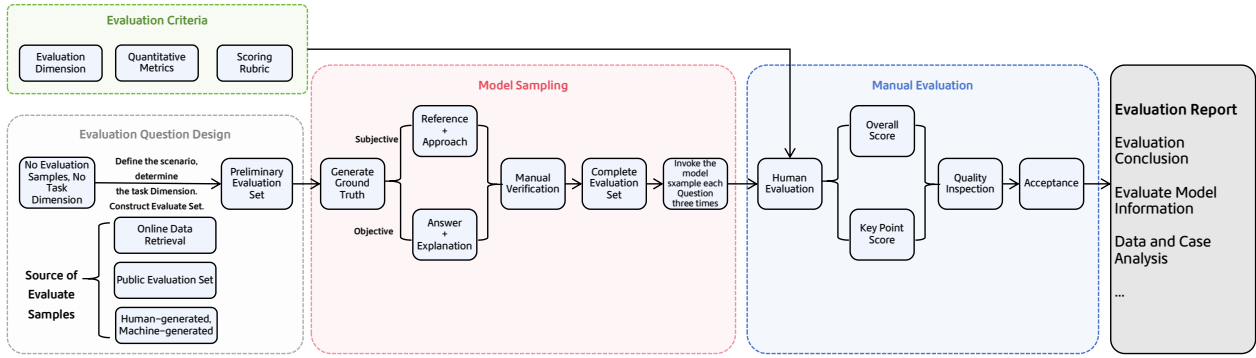 Evaluation Criteria
Evaluation
Dimension
Quantitative
Metrics
Scoring
Rubric
Evaluation Question Design
No Evaluation
Samples, No
Task
Dimension
Define the scenario,
determine
the task Dimension.
Construct Evaluate Set.
Preliminary
Evaluation
Set
Source of
Evaluate
Samples
Online Data
Retrieval
Public Evaluation Set
Human-generated,
Machine-generated
Model Sampling
Generate
Ground
Truth
Subjective
Objective
Reference
+
Approach
Answer
+
Explanation
Manual
Verification
Complete
Evaluation
Set
Invoke the
model
sxample each
Question
three times
Manual Evaluation
Human
Evaluation
Overall
Score
Key Point
Score
Quality
Inspection
Acceptance
Evaluation Report
Evaluation
Conclusion
Evaluate Model
Information
Data and Case
Analysis
...